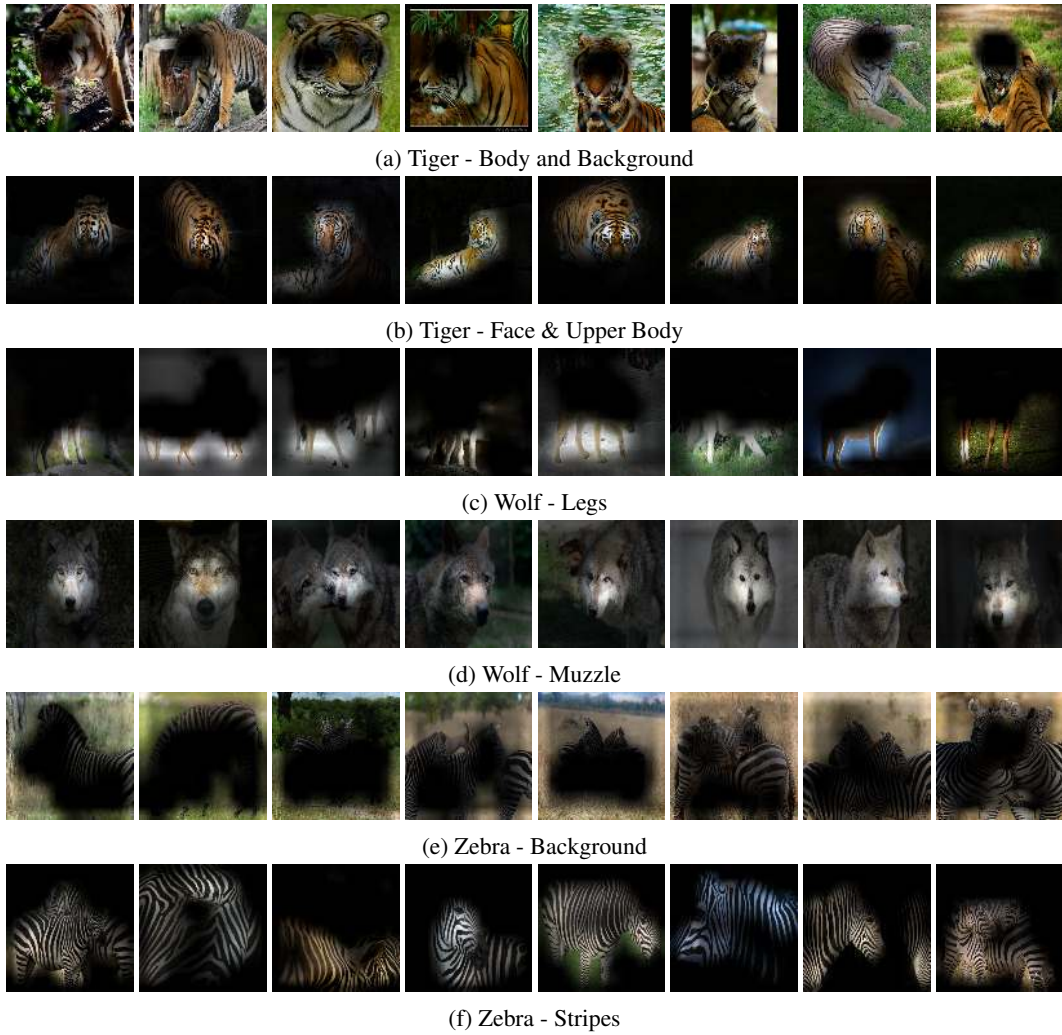 (a) Tiger - Body and Background
(b) Tiger - Face & Upper Body
(c) Wolf - Legs
(d) Wolf - Muzzle
(e) Zebra - Background
(f) Zebra - Stripes